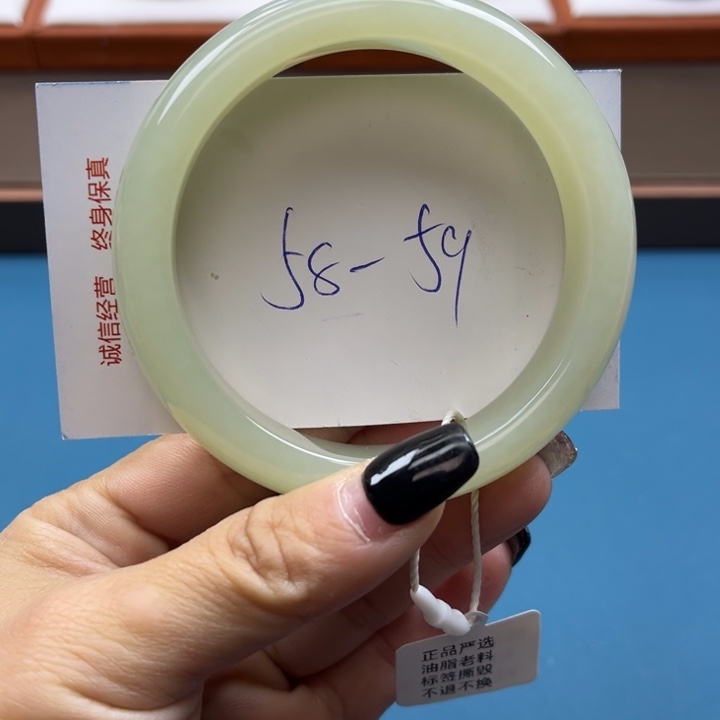 诚信经营 终身保真
58-59
正品严选
油脂老料
标签撕毁
不退不换